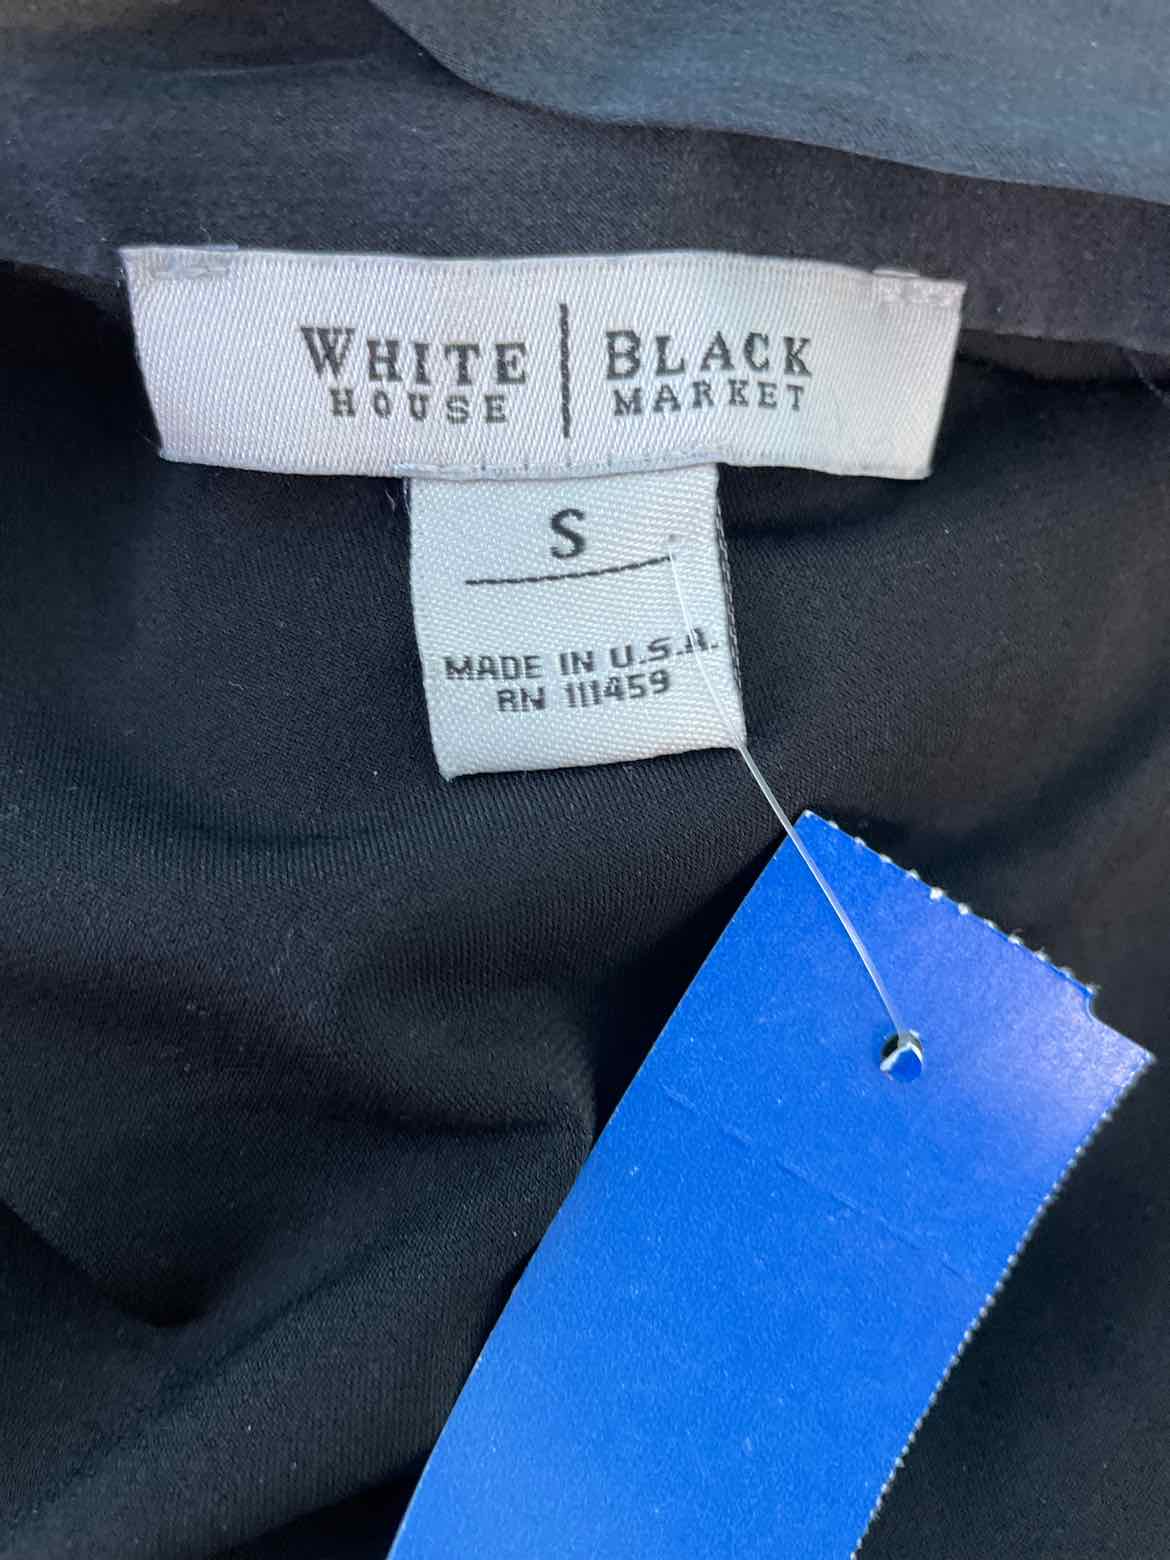 WHITE | BLACK
HOUSE | MARKET
S
MADE IN U.S.A.
RN 111459